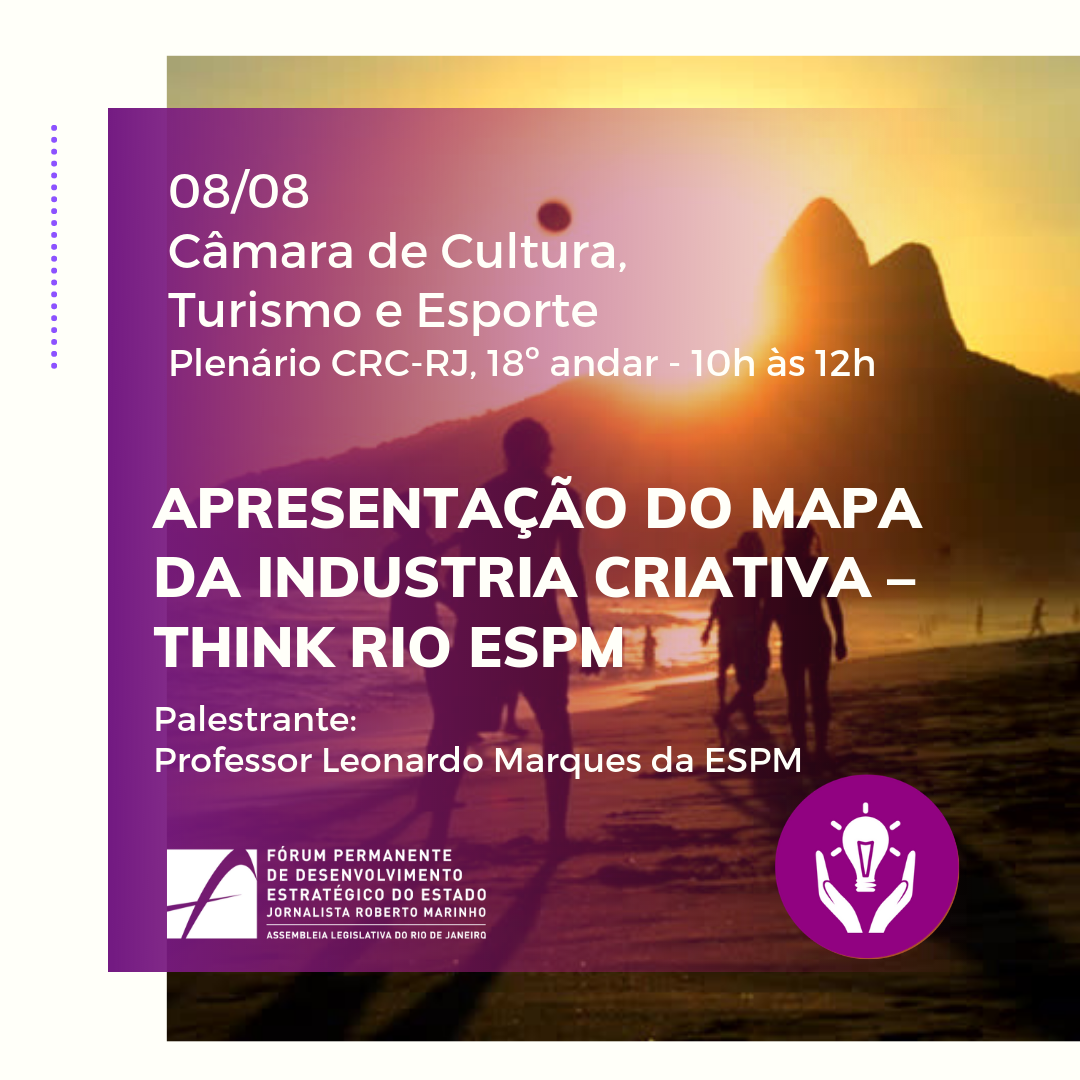 08/08
Câmara de Cultura,
Turismo e Esporte
Plenário CRC-RJ, 18º andar - 10h às 12h
APRESENTAÇÃO DO MAPA
DA INDUSTRIA CRIATIVA –
THINK RIO ESPM
Palestrante:
Professor Leonardo Marques da ESPM
FÓRUM PERMANENTE
DE DESENVOLVIMENTO
ESTRATÉGICO DO ESTADO
JORNALISTA ROBERTO MARINHO
ASSEMBLEIA LEGISLATIVA DO RIO DE JANEIRO